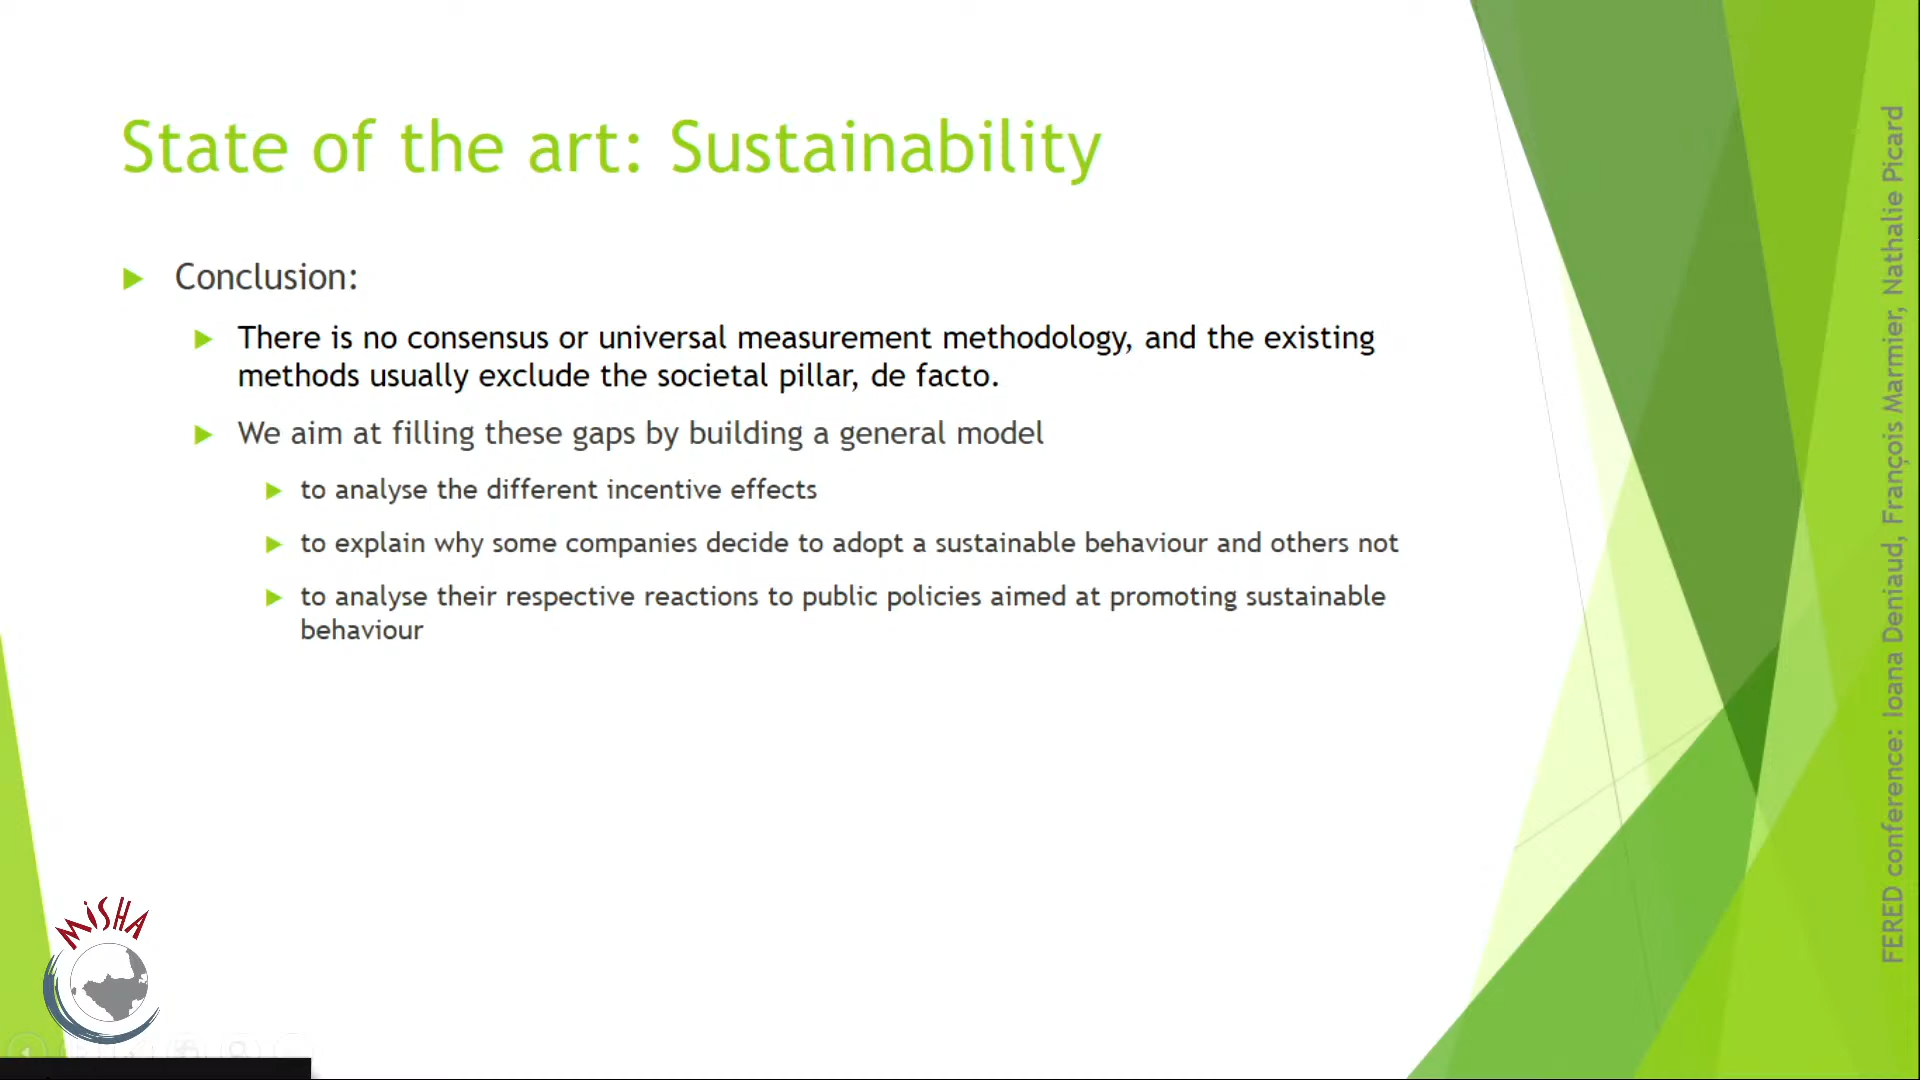 State of the art: Sustainability
Conclusion:
There is no consensus or universal measurement methodology, and the existing
methods usually exclude the societal pillar, de facto.
We aim at filling these gaps by building a general model
to analyse the different incentive effects
to explain why some companies decide to adopt a sustainable behaviour and others not
to analyse their respective reactions to public policies aimed at promoting sustainable
behaviour
FERED conference: Ioana Deniaud, François Marmier, Nathalie Picard
MiSHA